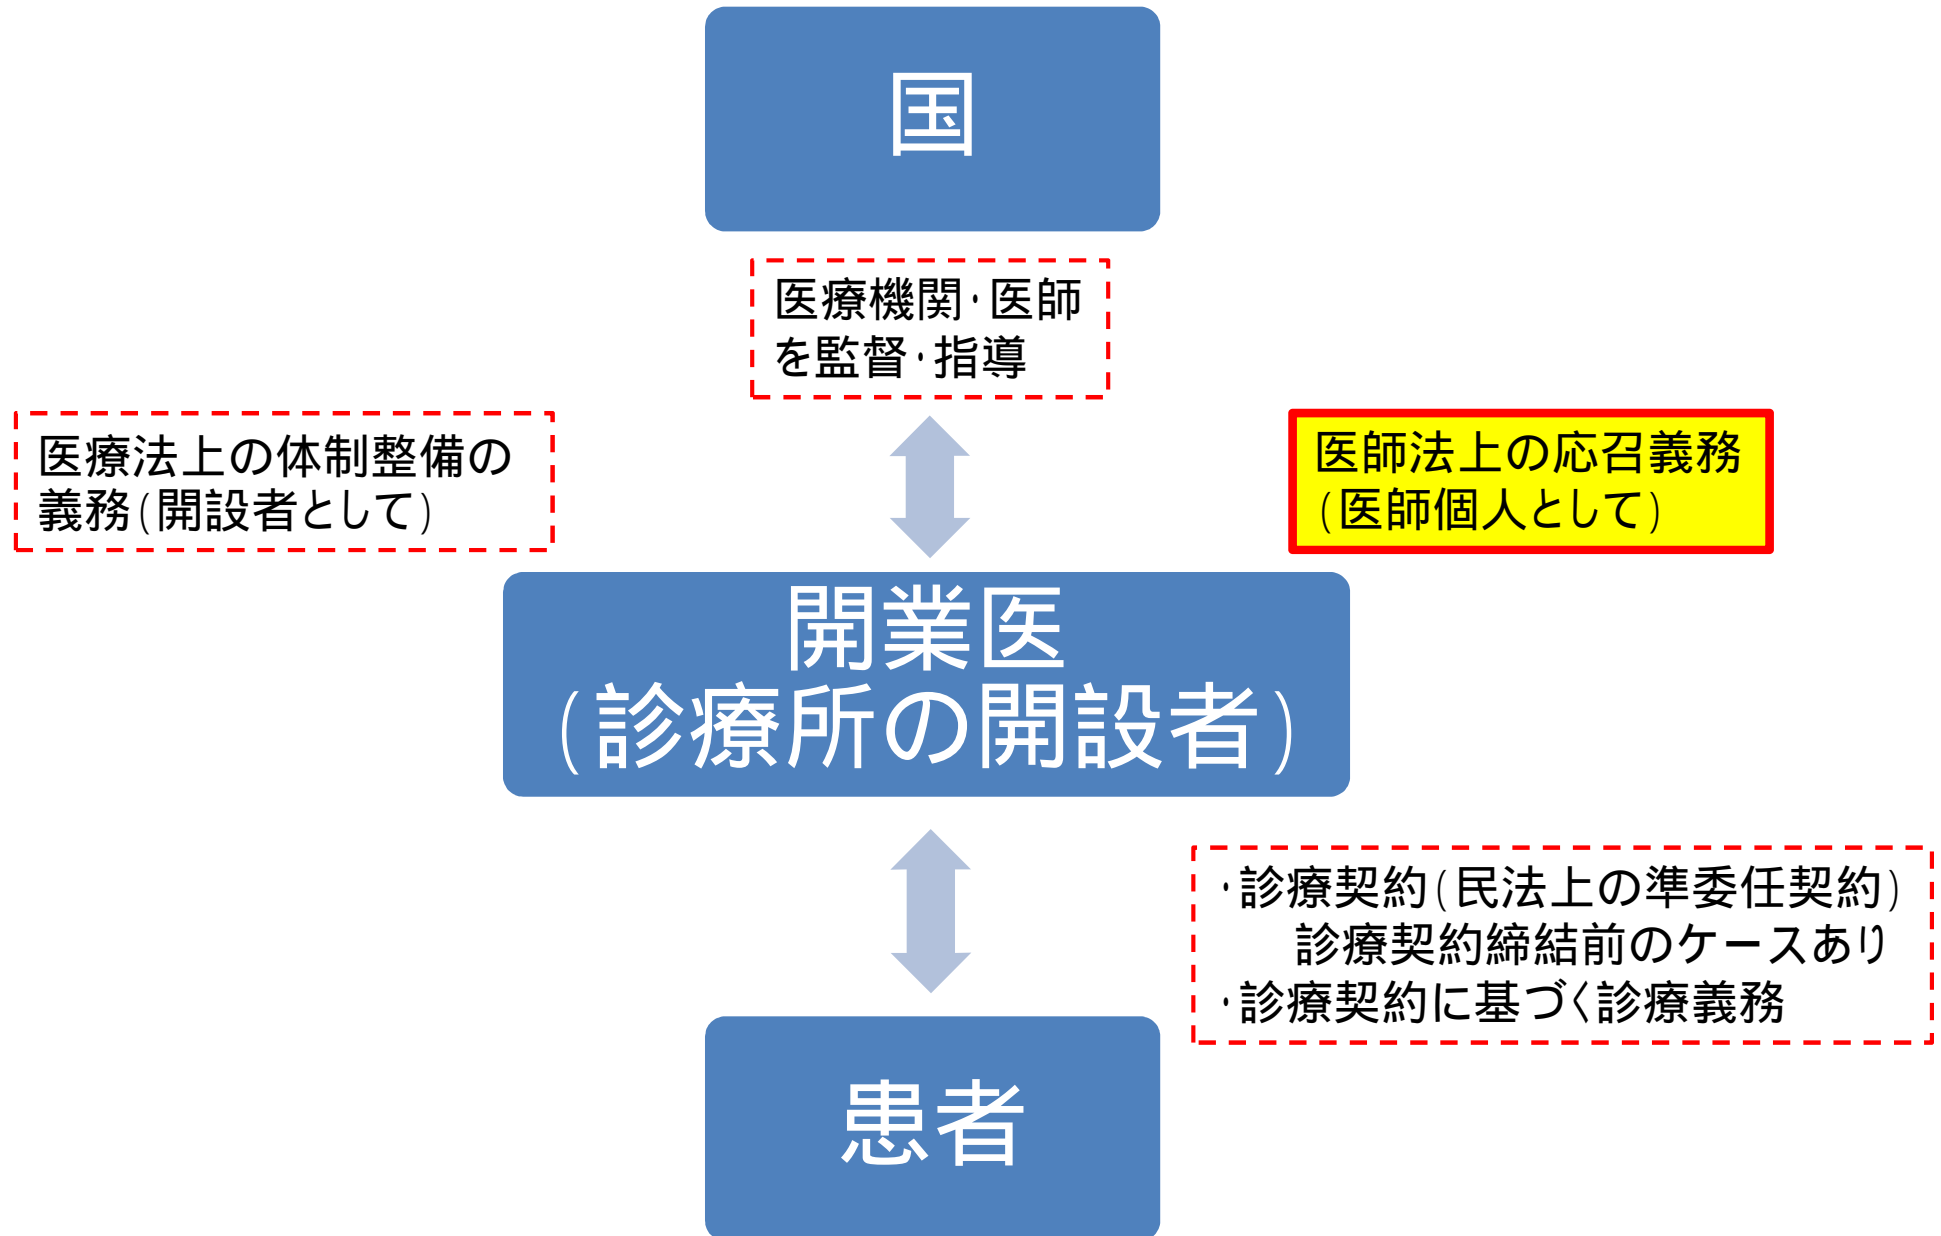 国
医療機関・医師
を監督・指導
医療法上の体制整備の
義務(開設者として)
医師法上の応召義務
(医師個人として)
開業医
(診療所の開設者)
・診療契約(民法上の準委任契約)
診療契約締結前のケースあり
・診療契約に基づく診療義務
患者